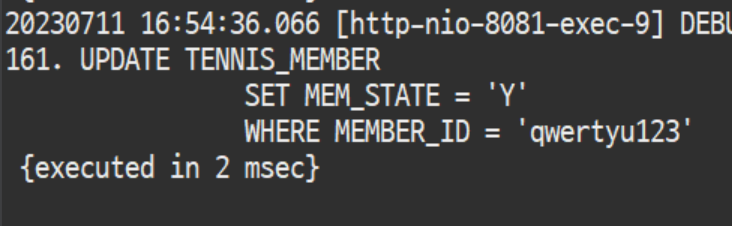 20230711 16:54:36.066 [http-nio-8081-exec-9] DEBU
161. UPDATE TENNIS_MEMBER
SET MEM_STATE = 'Y'
WHERE MEMBER_ID = 'qwertyu123'
{executed in 2 msec}